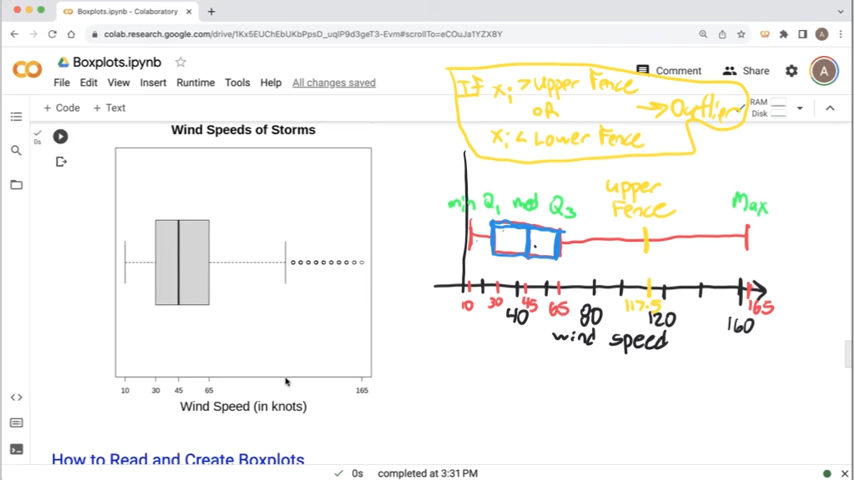 Boxplots.ipynb - Colaboratory
colab.research.google.com/drive/1Kx5EUChEbUKbPpsD_uqlP9d3geT3-Evm#scrollTo=eCOuJa1YZX8Y
Boxplots.ipynb
File Edit View Insert Runtime Tools Help All changes saved
Comment Share A
+ Code + Text
RAM
Disk
0s
Wind Speeds of Storms
10 30 45 65 165
Wind Speed (in knots)
How to Read and Create Boxplots
If xi > Upper Fence
OR → Outlier
xi < Lower Fence
upper
Fence
min Q1 med Q3 Max
10 30 40 45 65 80 117.5 120 160 165
wind speed
0s completed at 3:31 PM